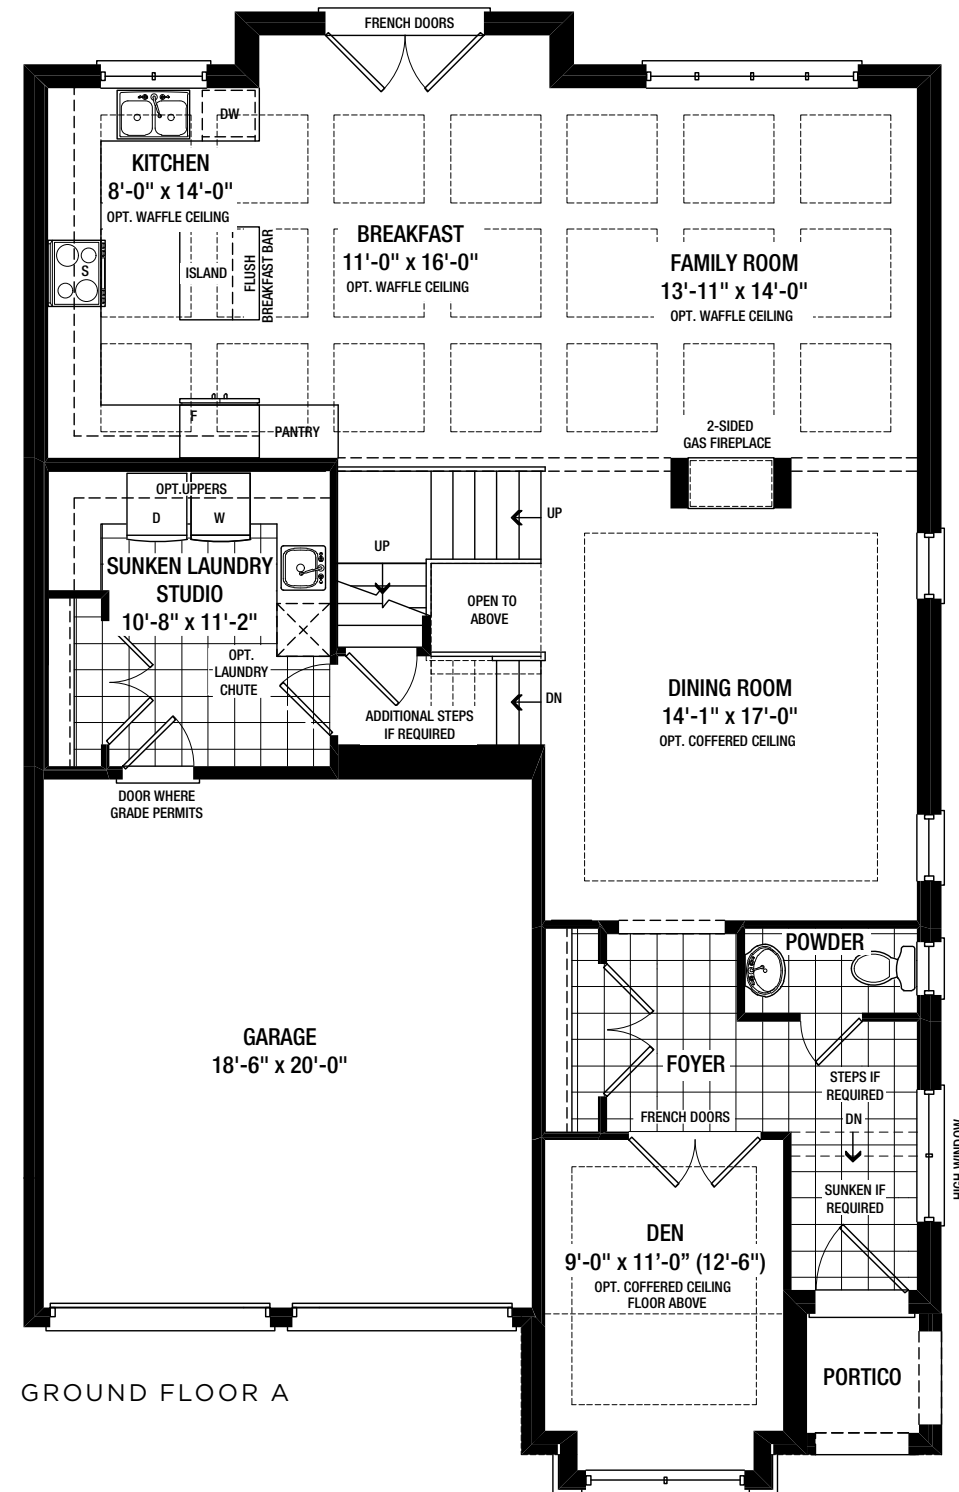 FRENCH DOORS
DW
KITCHEN
8'-0" x 14'-0"
OPT. WAFFLE CEILING
BREAKFAST
11'-0" x 16'-0"
OPT. WAFFLE CEILING
FAMILY ROOM
13'-11" x 14'-0"
OPT. WAFFLE CEILING
S
ISLAND
FLUSH
BREAKFAST BAR
F
PANTRY
2-SIDED
GAS FIREPLACE
OPT.UPPERS
D
W
UP
UP
SUNKEN LAUNDRY
STUDIO
10'-8" x 11'-2"
OPT.
LAUNDRY
CHUTE
OPEN TO
ABOVE
DN
ADDITIONAL STEPS
IF REQUIRED
DINING ROOM
14'-1" x 17'-0"
OPT. COFFERED CEILING
DOOR WHERE
GRADE PERMITS
POWDER
GARAGE
18'-6" x 20'-0"
FOYER
STEPS IF
REQUIRED
DN
FRENCH DOORS
HIGH WINDOW
SUNKEN IF
REQUIRED
DEN
9'-0" x 11'-0” (12'-6")
OPT. COFFERED CEILING
FLOOR ABOVE
PORTICO
GROUND FLOOR A